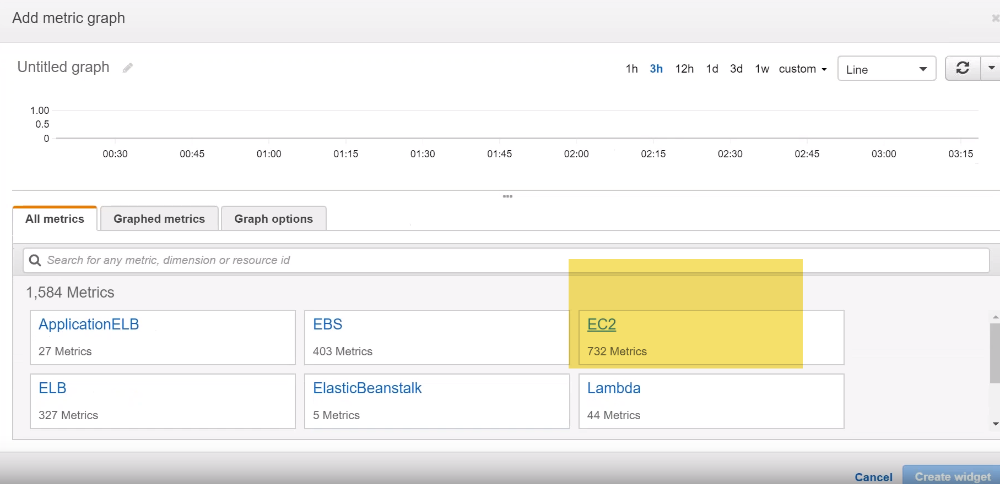 Add metric graph
Untitled graph
1h 3h 12h 1d 3d 1w custom Line
1.00
0.5
0
00:30 00:45 01:00 01:15 01:30 01:45 02:00 02:15 02:30 02:45 03:00 03:15
All metrics Graphed metrics Graph options
Search for any metric, dimension or resource id
1,584 Metrics
ApplicationELB EBS EC2
27 Metrics 403 Metrics 732 Metrics
ELB ElasticBeanstalk Lambda
327 Metrics 5 Metrics 44 Metrics
Cancel Create widget